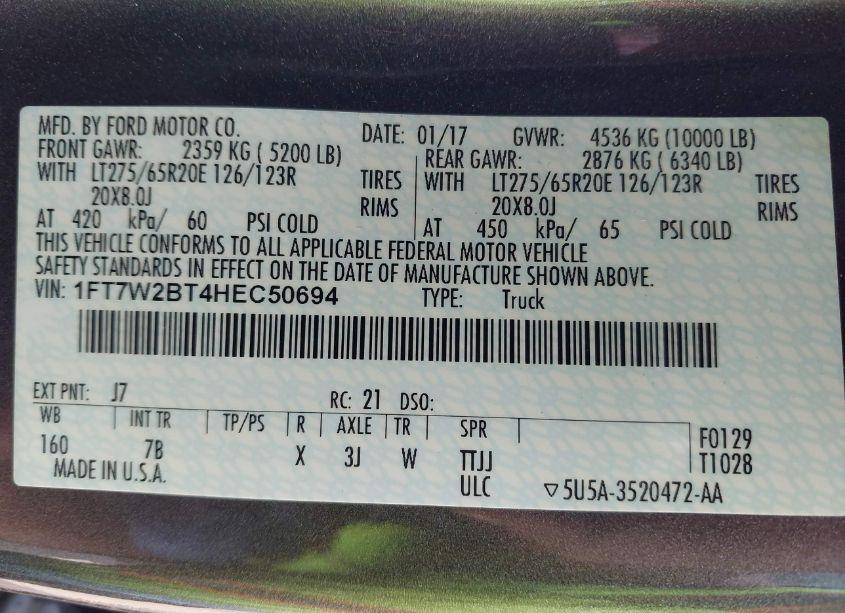 MFD. BY FORD MOTOR CO.
DATE: 01/17 GVWR: 4536 KG (10000 LB)
FRONT GAWR: 2359 KG ( 5200 LB) REAR GAWR: 2876 KG ( 6340 LB)
WITH LT275/65R20E 126/123R TIRES WITH LT275/65R20E 126/123R TIRES
20X8.0J RIMS 20X8.0J RIMS
AT 420 kPa/ 60 PSI COLD AT 450 kPa/ 65 PSI COLD
THIS VEHICLE CONFORMS TO ALL APPLICABLE FEDERAL MOTOR VEHICLE
SAFETY STANDARDS IN EFFECT ON THE DATE OF MANUFACTURE SHOWN ABOVE.
VIN: 1FT7W2BT4HEC50694 TYPE: Truck
EXT PNT: J7 RC: 21 DSO:
WB INT TR TP/PS R AXLE TR SPR
160 7B X 3J W TTJJ
F0129
T1028
MADE IN U.S.A. ULC ▽5U5A-3520472-AA